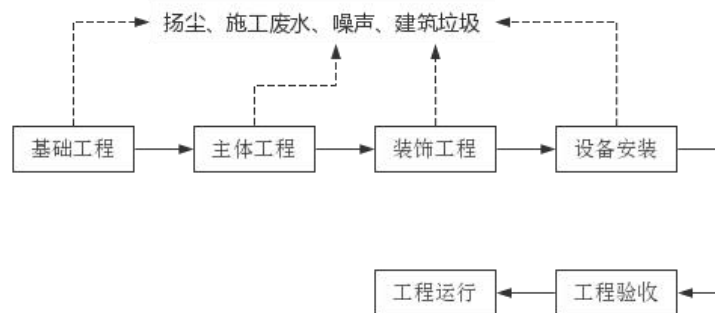 扬尘、施工废水、噪声、建筑垃圾
基础工程 主体工程 装饰工程 设备安装
工程运行 工程验收